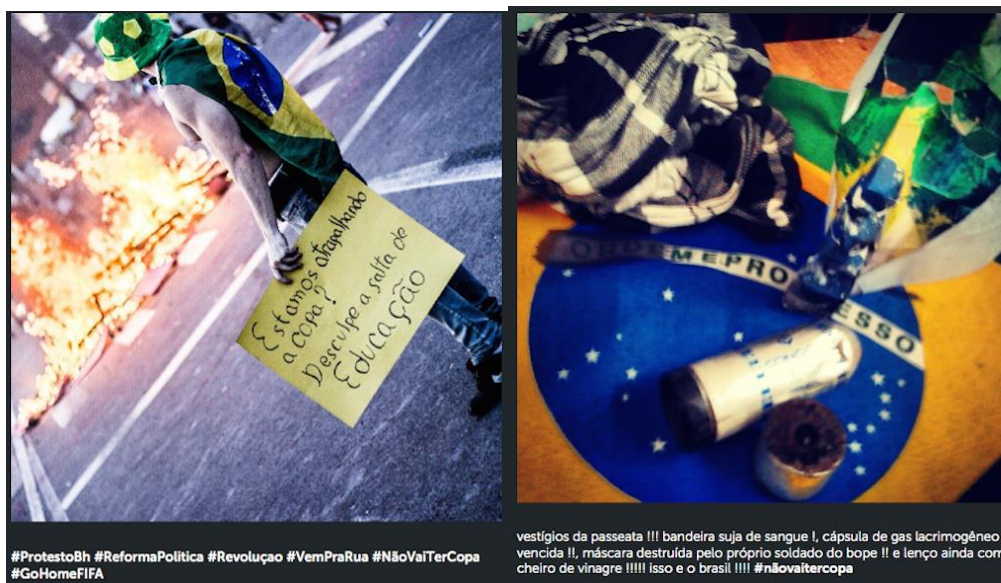 Estamos atrapalhando
a COPA?
Desculpe a falta de
EDUCAÇÃO
#ProtestoBh #ReformaPolitica #Revoluçao #VemPraRua #NãoVaiTerCopa
#GoHomeFIFA
ORDEM E PRO ESSO
vestígios da passeata !!! bandeira suja de sangue !, cápsula de gas lacrimogêneo
vencida !!, máscara destruída pelo próprio soldado do bope !! e lenço ainda com
cheiro de vinagre !!!!! isso e o brasil !!!! #nãovaitercopa